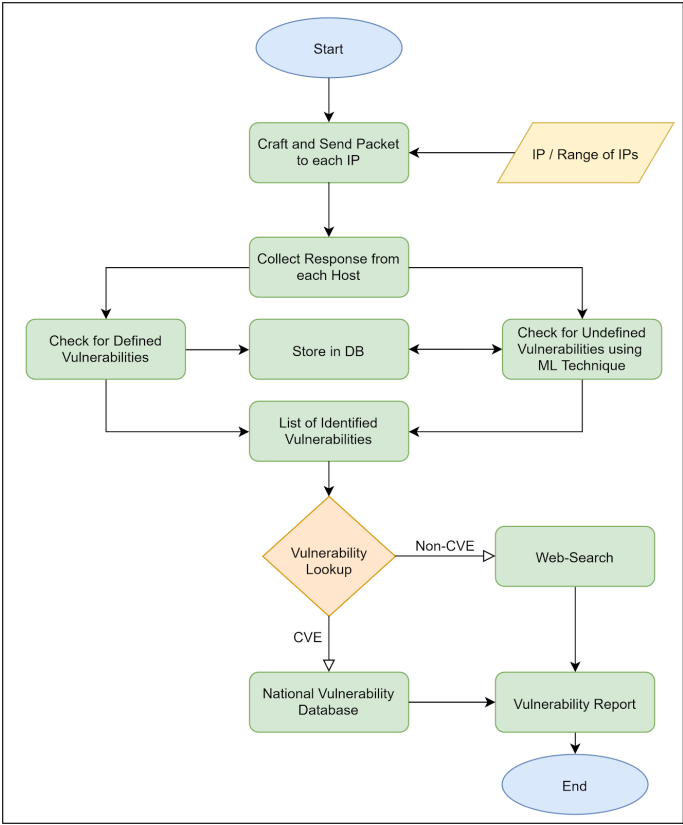 Start
Craft and Send Packet
to each IP
IP / Range of IPs
Collect Response from
each Host
Check for Defined
Vulnerabilities
Store in DB
Check for Undefined
Vulnerabilities using
ML Technique
List of Identified
Vulnerabilities
Vulnerability
Lookup
Non-CVE
Web-Search
CVE
National Vulnerability
Database
Vulnerability Report
End